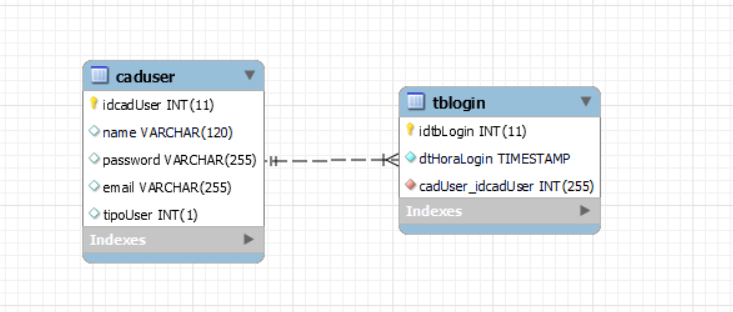 caduser
idcadUser INT(11)
name VARCHAR(120)
password VARCHAR(255)
email VARCHAR(255)
tipoUser INT(1)
Indexes
tblogin
idtbLogin INT(11)
dtHoraLogin TIMESTAMP
cadUser_idcadUser INT(255)
Indexes